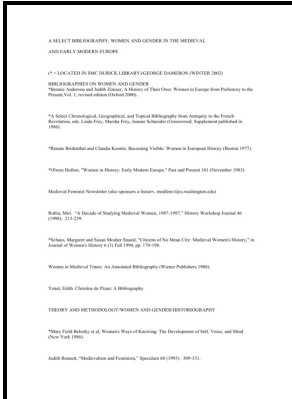 A SELECT BIBLIOGRAPHY: WOMEN AND GENDER IN THE MEDIEVAL
AND EARLY MODERN EUROPE
(* = LOCATED IN SMC DURICK LIBRARY)/GEORGE DAMERON (WINTER 2002)
BIBLIOGRAPHIES ON WOMEN AND GENDER
*Bonnie Anderson and Judith Zinsser. A History of Their Own: Women in Europe from Prehistory to the
Present,Vol. 1, revised edition (Oxford 2000).
*A Select Chronological, Geographical, and Topical Bibliography from Antiquity to the French
Revolution, eds. Linda Frey, Marsha Frey, Joanne Schneider (Greenwood, Supplement published in
1986).
*Renate Bridenthal and Claudia Koontz, Becoming Visible: Women in European History (Boston 1977).
*Olwen Hufton, "Women in History: Early Modern Europe," Past and Present 101 (November 1983)
Medieval Feminist Newsletter (also sponsors a listserv, medfem-l@u.washington.edu)
Rubin, Miri. "A Decade of Studying Medieval Women, 1987-1997," History Workshop Journal 46
(1998): 213-239.
*Schaus, Margaret and Susan Mosher Stuard, "Citizens of No Mean City: Medieval Women's History," in
Journal of Women's History 6 (3) Fall 1994, pp. 170-198.
Women in Medieval Times: An Annotated Bibliography (Wiener Publishers 1988).
Yenal, Edith. Christine de Pizan: A Bibliography
THEORY AND METHODOLOGY/WOMEN AND GENDER/HISTORIOGRAPHY
*Mary Field Belenky et al, Women's Ways of Knowing: The Development of Self, Voice, and Mind
(New York 1986).
Judith Bennett, "Medievalism and Feminism," Speculum 68 (1993): 309-331.